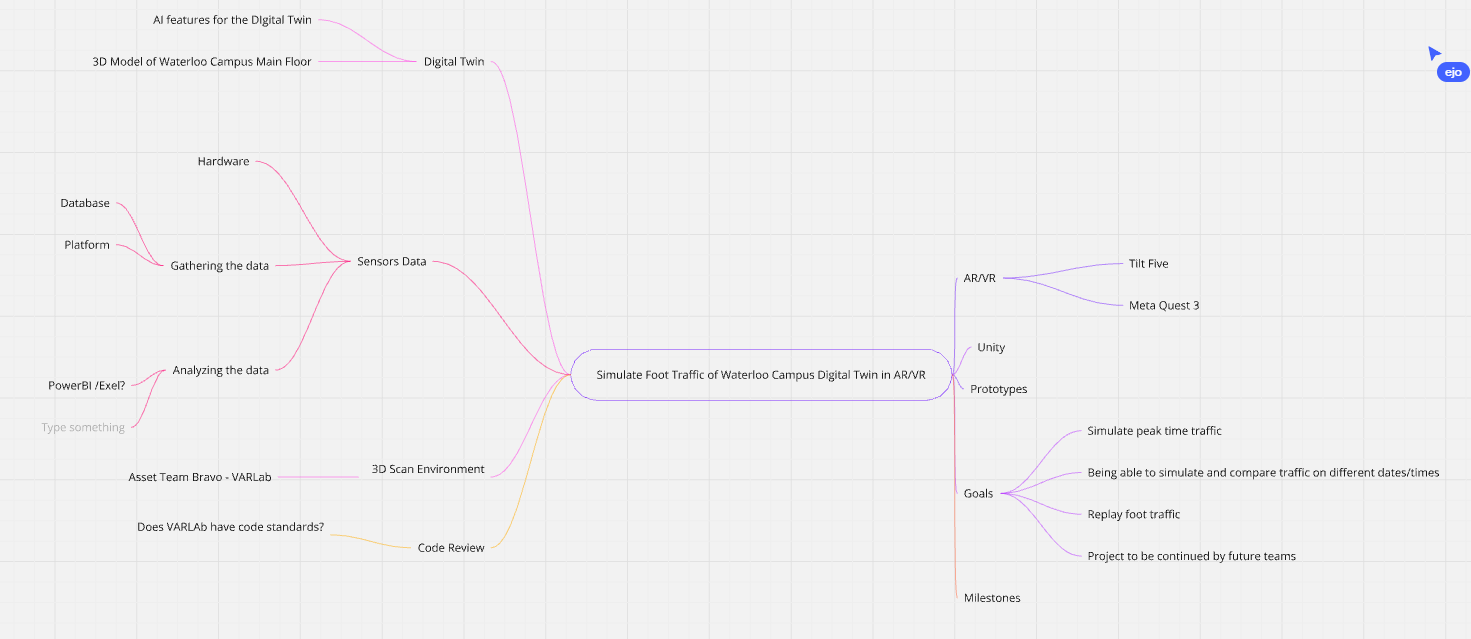 AI features for the DIgital Twin
3D Model of Waterloo Campus Main Floor
Digital Twin
ejo
Hardware
Database
Platform
Gathering the data
Sensors Data
Analyzing the data
PowerBI /Exel?
Type something
3D Scan Environment
Asset Team Bravo - VARLab
Does VARLAb have code standards?
Code Review
Simulate Foot Traffic of Waterloo Campus Digital Twin in AR/VR
AR/VR
Tilt Five
Meta Quest 3
Unity
Prototypes
Goals
Simulate peak time traffic
Being able to simulate and compare traffic on different dates/times
Replay foot traffic
Project to be continued by future teams
Milestones